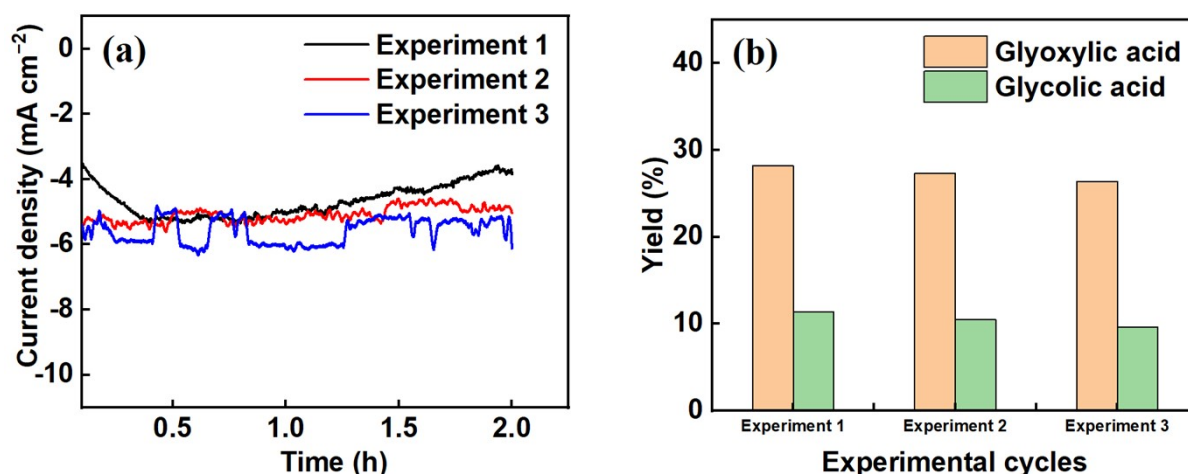 (a)
Experiment 1
Experiment 2
Experiment 3
0
-2
-4
-6
-8
-10
Current density (mA cm⁻²)
0.5 1.0 1.5 2.0
Time (h)
(b)
Glyoxylic acid
Glycolic acid
40
30
20
10
0
Yield (%)
Experiment 1 Experiment 2 Experiment 3
Experimental cycles